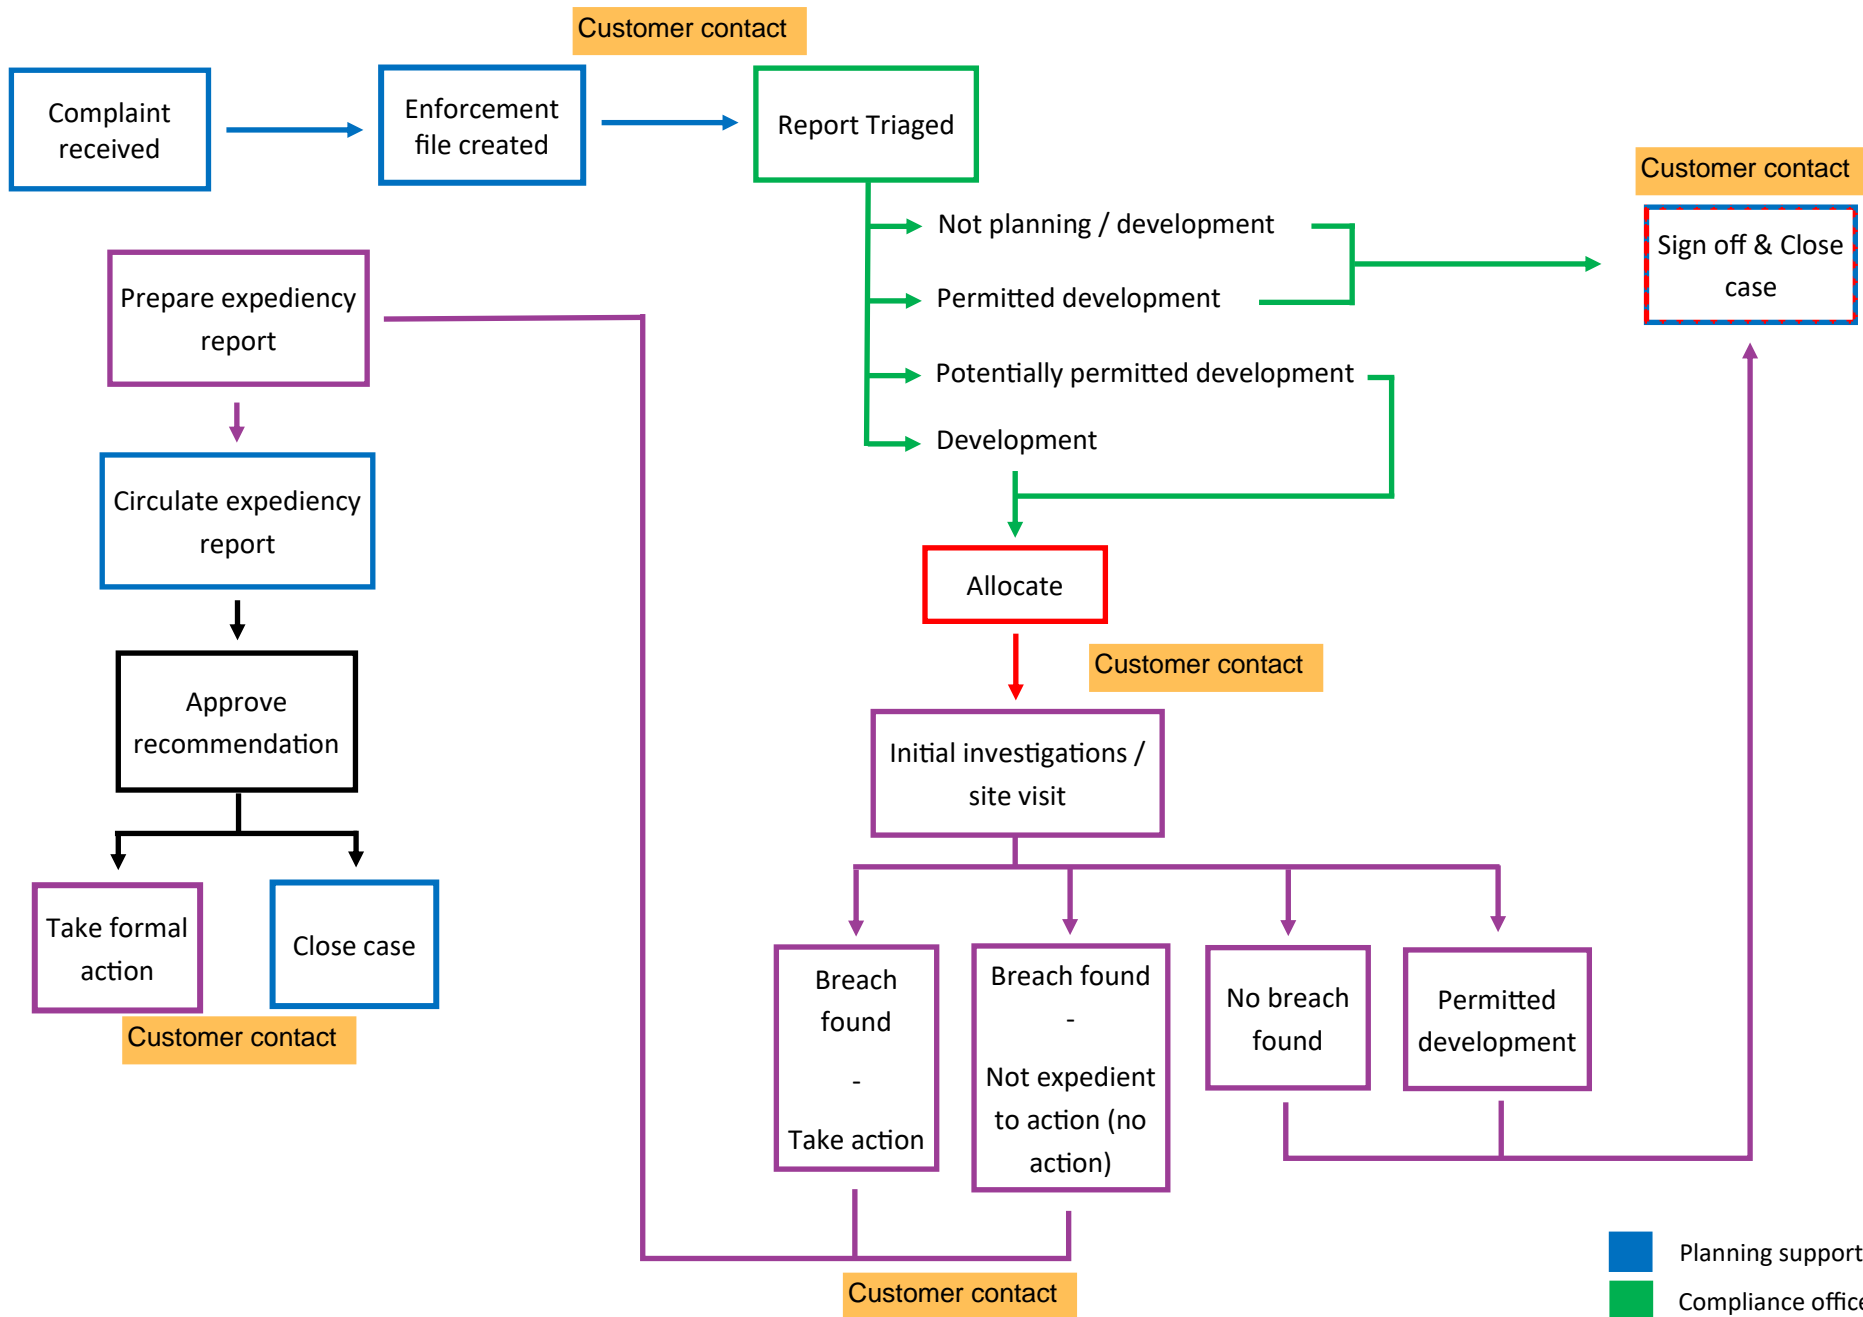 Customer contact
Complaint
received
Enforcement
file created
Report Triaged
Customer contact
Not planning / development
Permitted development
Potentially permitted development
Development
Sign off & Close
case
Prepare expediency
report
Circulate expediency
report
Allocate
Customer contact
Approve
recommendation
Initial investigations /
site visit
Take formal
action
Close case
Customer contact
Breach
found
-
Take action
Breach found
-
Not expedient
to action (no
action)
No breach
found
Permitted
development
Customer contact
Planning support
Compliance office